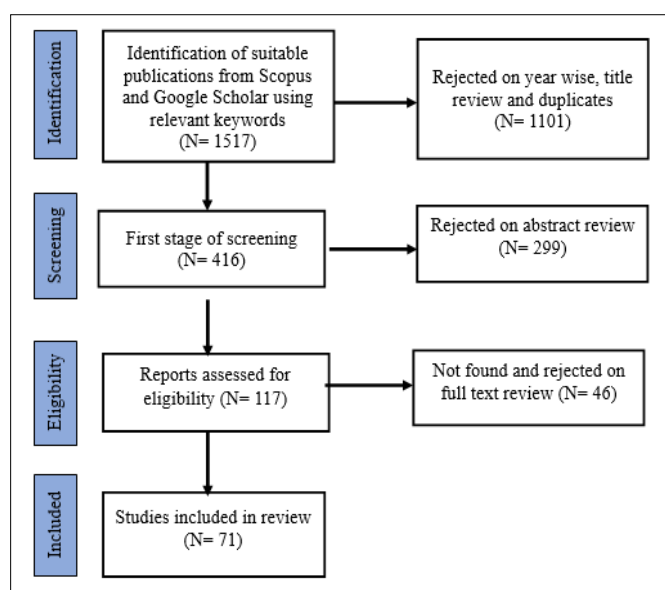 Identification
Identification of suitable
publications from Scopus
and Google Scholar using
relevant keywords
(N= 1517)
Rejected on year wise, title
review and duplicates
(N= 1101)
Screening
First stage of screening
(N= 416)
Rejected on abstract review
(N= 299)
Eligibility
Reports assessed for
eligibility (N= 117)
Not found and rejected on
full text review (N= 46)
Included
Studies included in review
(N= 71)